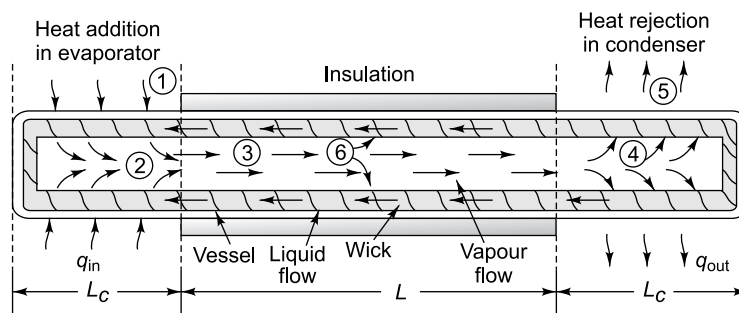 Heat addition
in evaporator
Heat rejection
in condenser
Insulation
1
5
2
3
6
4
q_in
Vessel
Liquid
flow
Wick
Vapour
flow
q_out
L_C
L
L_C